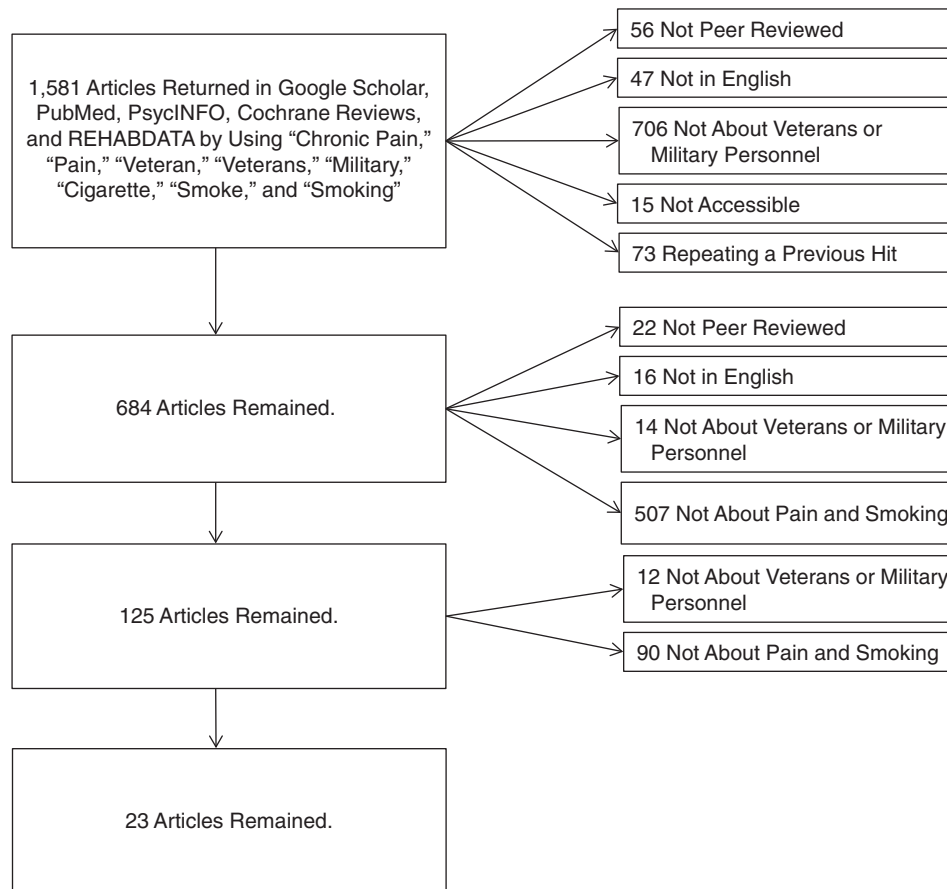 1,581 Articles Returned in Google Scholar,
PubMed, PsycINFO, Cochrane Reviews,
and REHABDATA by Using “Chronic Pain,”
“Pain,” “Veteran,” “Veterans,” “Military,”
“Cigarette,” “Smoke,” and “Smoking”
56 Not Peer Reviewed
47 Not in English
706 Not About Veterans or
Military Personnel
15 Not Accessible
73 Repeating a Previous Hit
684 Articles Remained.
22 Not Peer Reviewed
16 Not in English
14 Not About Veterans or Military
Personnel
507 Not About Pain and Smoking
125 Articles Remained.
12 Not About Veterans or Military
Personnel
90 Not About Pain and Smoking
23 Articles Remained.